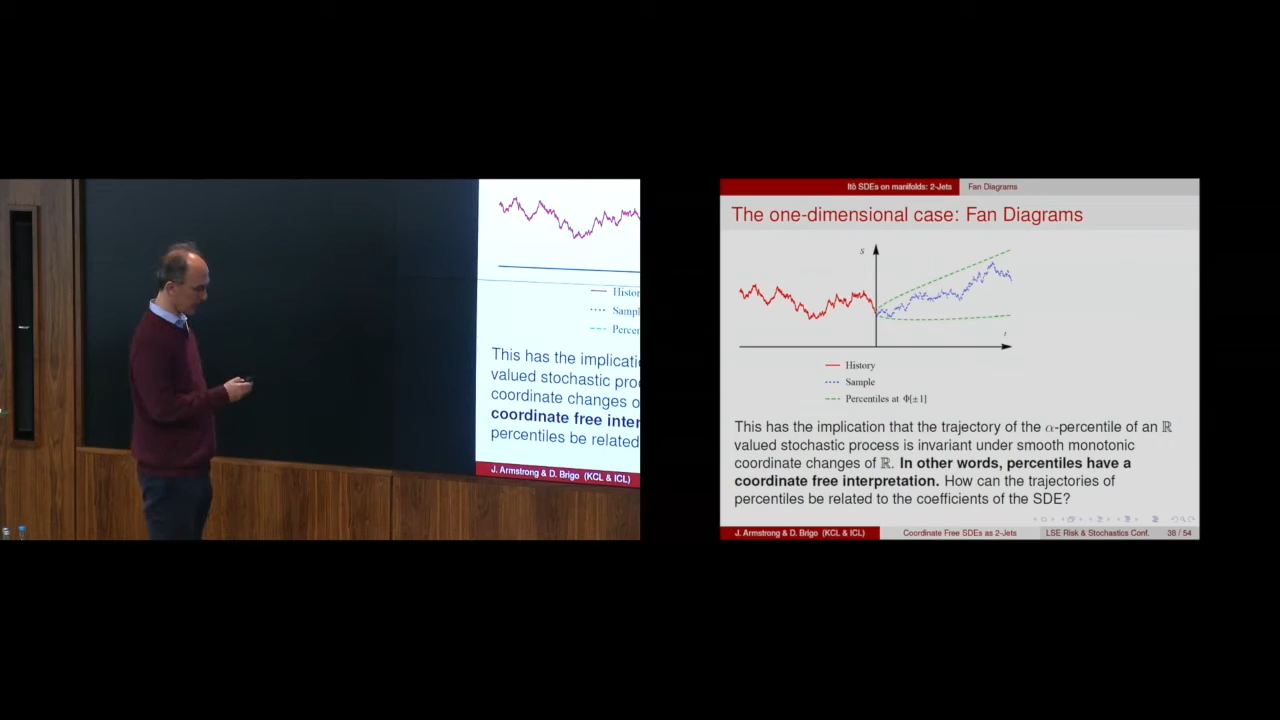 Histor
Sampl
Percen
This has the implicati
valued stochastic pro
coordinate changes o
coordinate free inter
percentiles be related
J. Armstrong & D. Brigo (KCL & ICL)
Itô SDEs on manifolds: 2-Jets Fan Diagrams
The one-dimensional case: Fan Diagrams
S
t
History
Sample
Percentiles at Φ[±1]
This has the implication that the trajectory of the α-percentile of an ℝ
valued stochastic process is invariant under smooth monotonic
coordinate changes of ℝ. In other words, percentiles have a
coordinate free interpretation. How can the trajectories of
percentiles be related to the coefficients of the SDE?
J. Armstrong & D. Brigo (KCL & ICL) Coordinate Free SDEs as 2-Jets LSE Risk & Stochastics Conf. 38 / 54